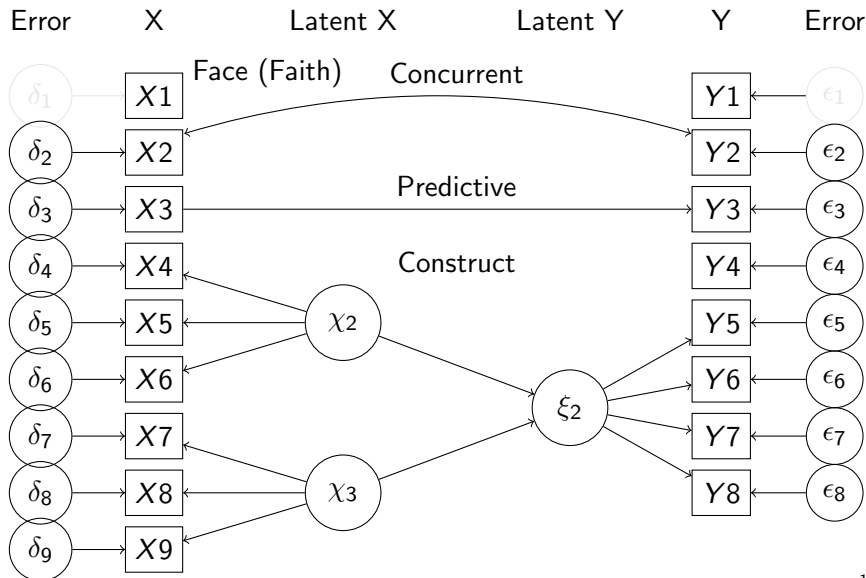 Error X Latent X Latent Y Y Error
Face (Faith)
Concurrent
δ1 X1 Y1 ϵ1
δ2 X2 Y2 ϵ2
Predictive
δ3 X3 Y3 ϵ3
Construct
δ4 X4 Y4 ϵ4
δ5 X5 χ2 Y5 ϵ5
δ6 X6 Y6 ϵ6
ξ2
δ7 X7 Y7 ϵ7
δ8 X8 χ3 Y8 ϵ8
δ9 X9